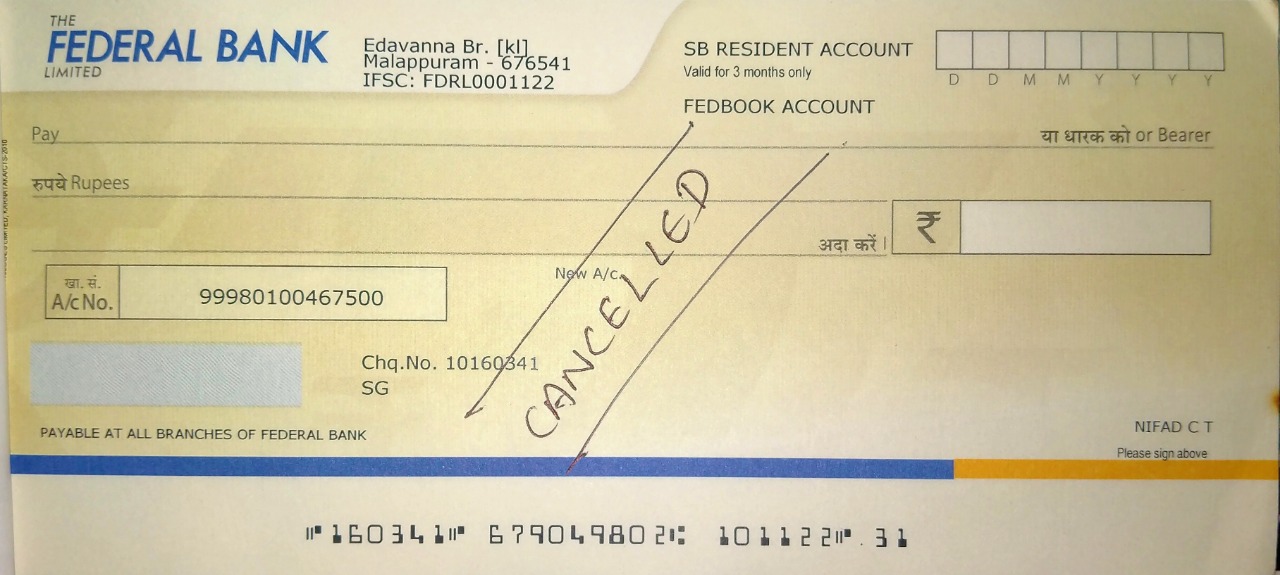 THE
FEDERAL BANK
LIMITED
Edavanna Br. [kl]
Malappuram - 676541
IFSC: FDRL0001122
SB RESIDENT ACCOUNT
Valid for 3 months only
D D M M Y Y Y Y
FEDBOOK ACCOUNT
Pay
या धारक को or Bearer
रुपये Rupees
अदा करें।
₹
खा. सं.
A/c No.
99980100467500
New A/c.
CANCELLED
Chq.No. 10160341
SG
PAYABLE AT ALL BRANCHES OF FEDERAL BANK
NIFAD C T
Please sign above
⑈160341⑈ 679049802⑆ 101122⑈ 31